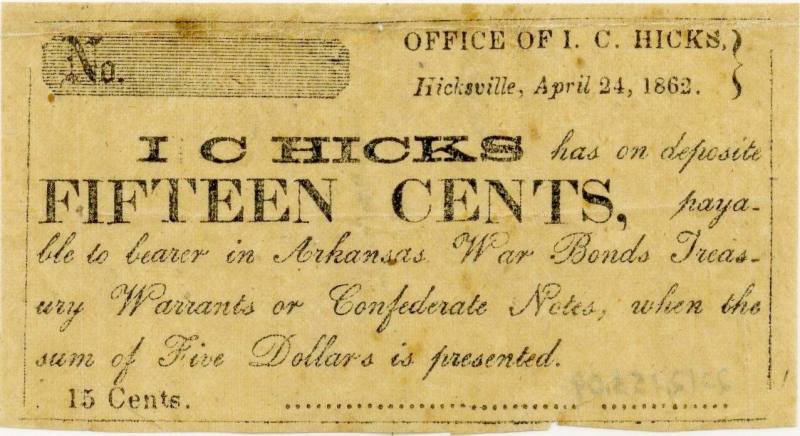 No.
OFFICE OF I. C. HICKS,
Hicksville, April 24, 1862.
I C HICKS has on deposite
FIFTEEN CENTS, paya-
ble to bearer in Arkansas War Bonds Treas-
ury Warrants or Confederate Notes, when the
sum of Five Dollars is presented.
15 Cents.